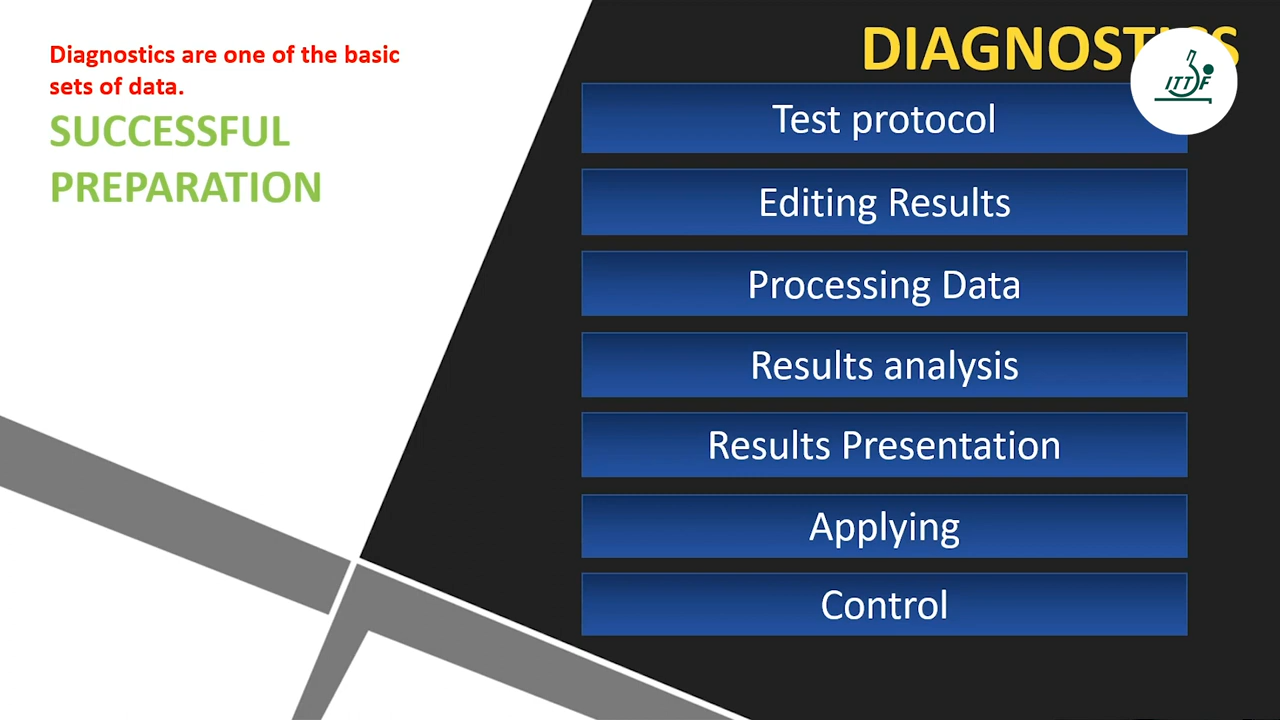 Diagnostics are one of the basic
sets of data.
SUCCESSFUL
PREPARATION
DIAGNOSTICS
ITTF
Test protocol
Editing Results
Processing Data
Results analysis
Results Presentation
Applying
Control